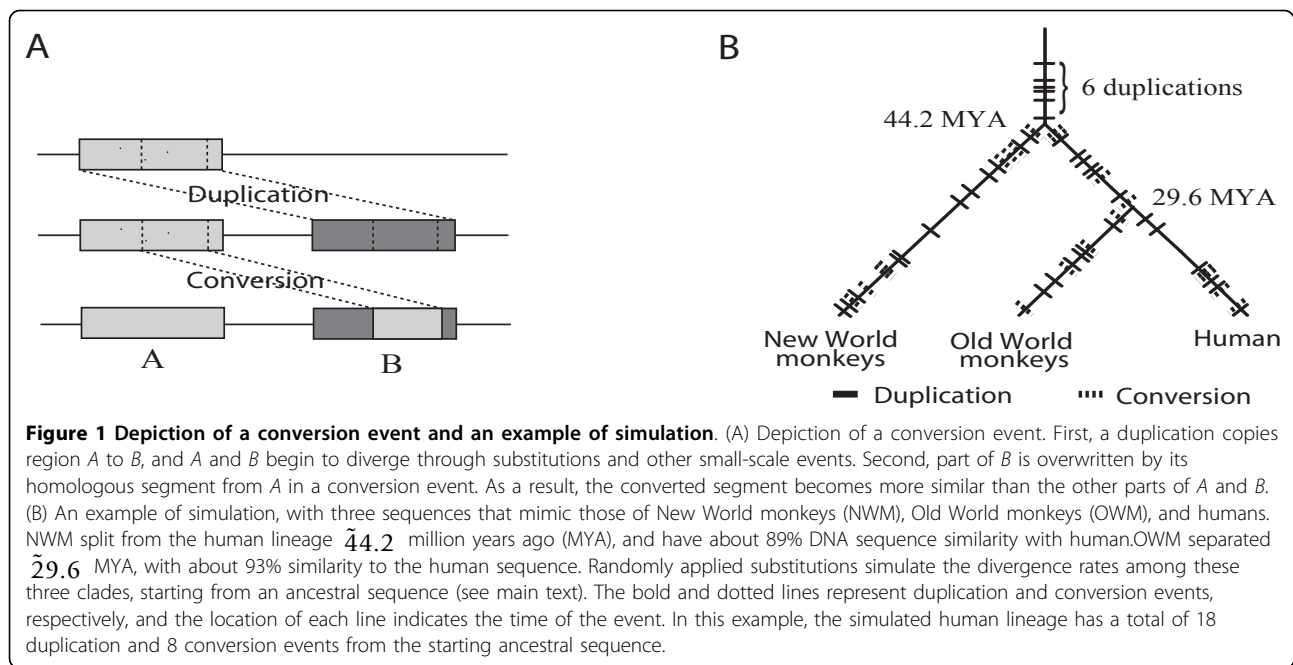 A
Duplication
Conversion
A
B
B
6 duplications
44.2 MYA
29.6 MYA
New World
monkeys
Old World
monkeys
Human
Duplication
Conversion
Figure 1 Depiction of a conversion event and an example of simulation. (A) Depiction of a conversion event. First, a duplication copies
region A to B, and A and B begin to diverge through substitutions and other small-scale events. Second, part of B is overwritten by its
homologous segment from A in a conversion event. As a result, the converted segment becomes more similar than the other parts of A and B.
(B) An example of simulation, with three sequences that mimic those of New World monkeys (NWM), Old World monkeys (OWM), and humans.
NWM split from the human lineage 4̃4.2 million years ago (MYA), and have about 89% DNA sequence similarity with human.OWM separated
2̃9.6 MYA, with about 93% similarity to the human sequence. Randomly applied substitutions simulate the divergence rates among these
three clades, starting from an ancestral sequence (see main text). The bold and dotted lines represent duplication and conversion events,
respectively, and the location of each line indicates the time of the event. In this example, the simulated human lineage has a total of 18
duplication and 8 conversion events from the starting ancestral sequence.